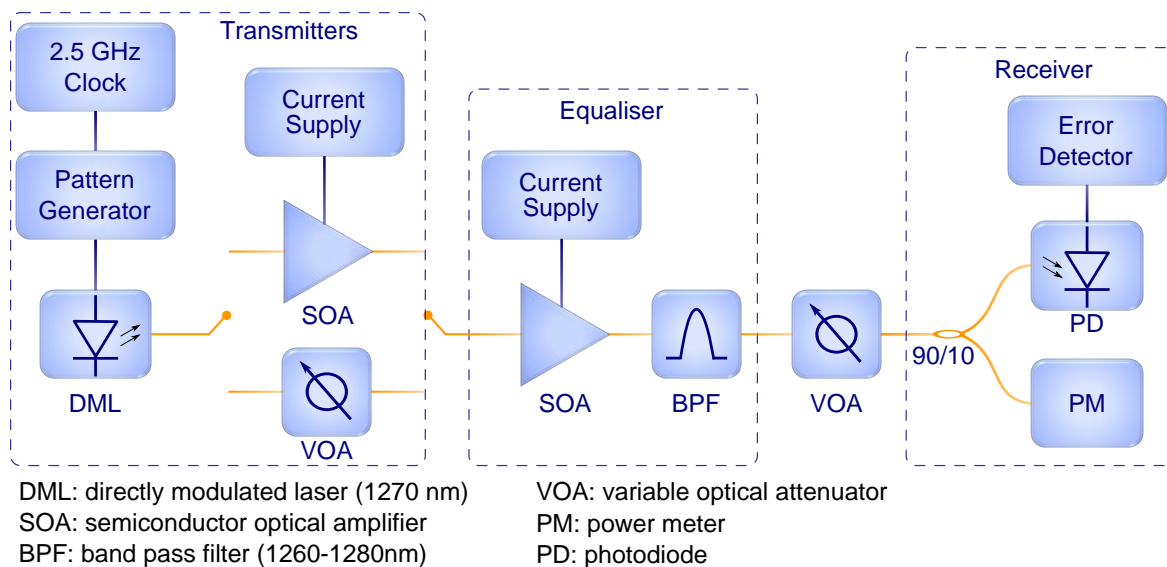 Transmitters
2.5 GHz
Clock
Pattern
Generator
DML
Current
Supply
SOA
VOA
Equaliser
Current
Supply
SOA
BPF
VOA
Receiver
Error
Detector
PD
90/10
PM
DML: directly modulated laser (1270 nm)
SOA: semiconductor optical amplifier
BPF: band pass filter (1260-1280nm)
VOA: variable optical attenuator
PM: power meter
PD: photodiode